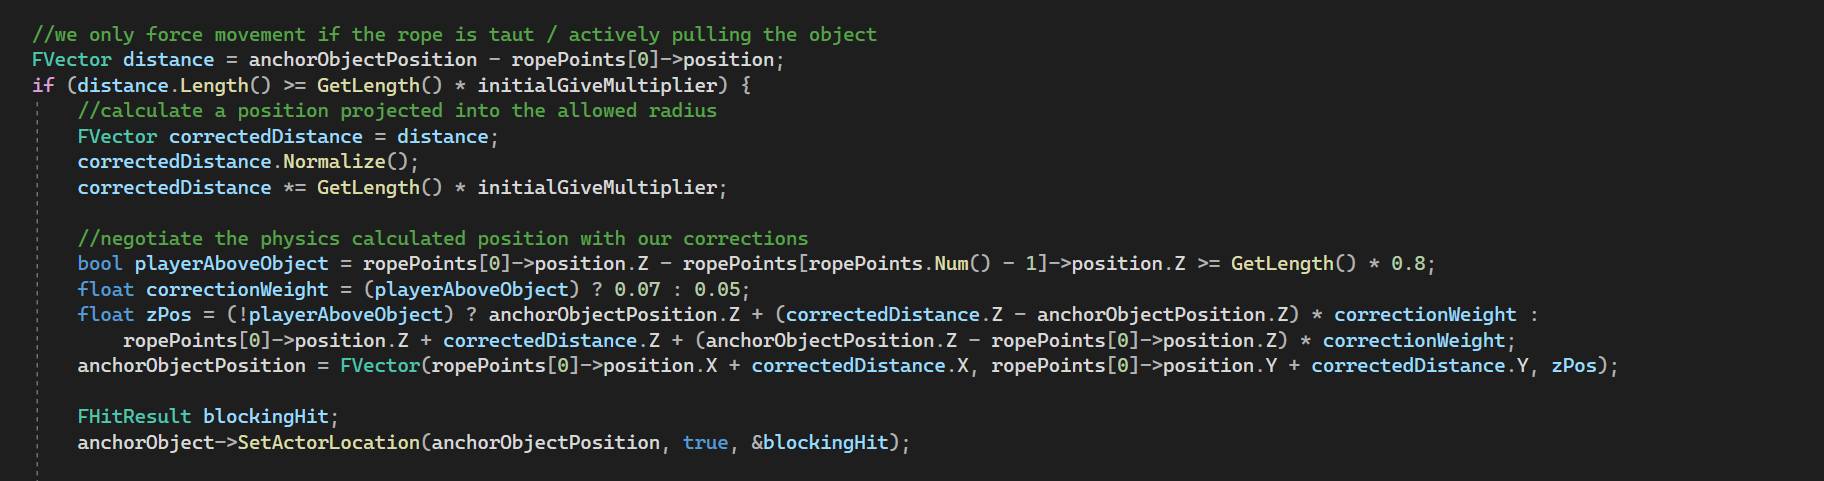 //we only force movement if the rope is taut / actively pulling the object
FVector distance = anchorObjectPosition - ropePoints[0]->position;
if (distance.Length() >= GetLength() * initialGiveMultiplier) {
//calculate a position projected into the allowed radius
FVector correctedDistance = distance;
correctedDistance.Normalize();
correctedDistance *= GetLength() * initialGiveMultiplier;
//negotiate the physics calculated position with our corrections
bool playerAboveObject = ropePoints[0]->position.Z - ropePoints[ropePoints.Num() - 1]->position.Z >= GetLength() * 0.8;
float correctionWeight = (playerAboveObject) ? 0.07 : 0.05;
float zPos = (!playerAboveObject) ? anchorObjectPosition.Z + (correctedDistance.Z - anchorObjectPosition.Z) * correctionWeight :
ropePoints[0]->position.Z + correctedDistance.Z + (anchorObjectPosition.Z - ropePoints[0]->position.Z) * correctionWeight;
anchorObjectPosition = FVector(ropePoints[0]->position.X + correctedDistance.X, ropePoints[0]->position.Y + correctedDistance.Y, zPos);
FHitResult blockingHit;
anchorObject->SetActorLocation(anchorObjectPosition, true, &blockingHit);